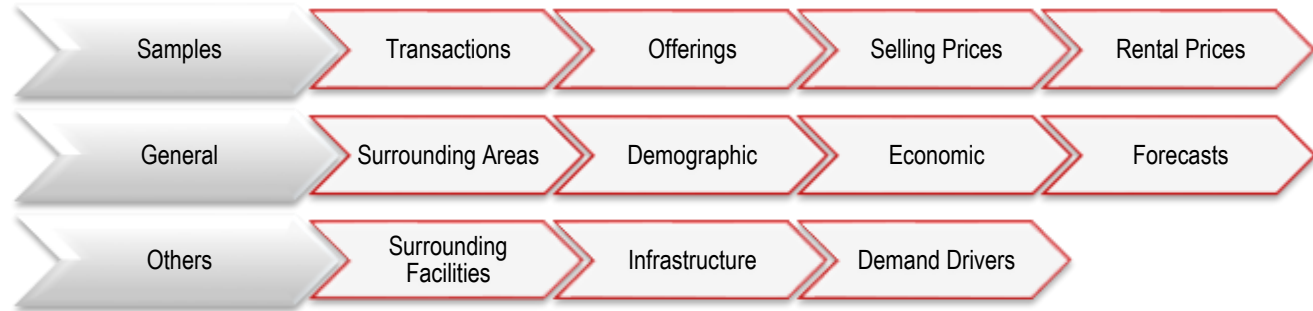 Samples
Transactions
Offerings
Selling Prices
Rental Prices
General
Surrounding Areas
Demographic
Economic
Forecasts
Others
Surrounding
Facilities
Infrastructure
Demand Drivers